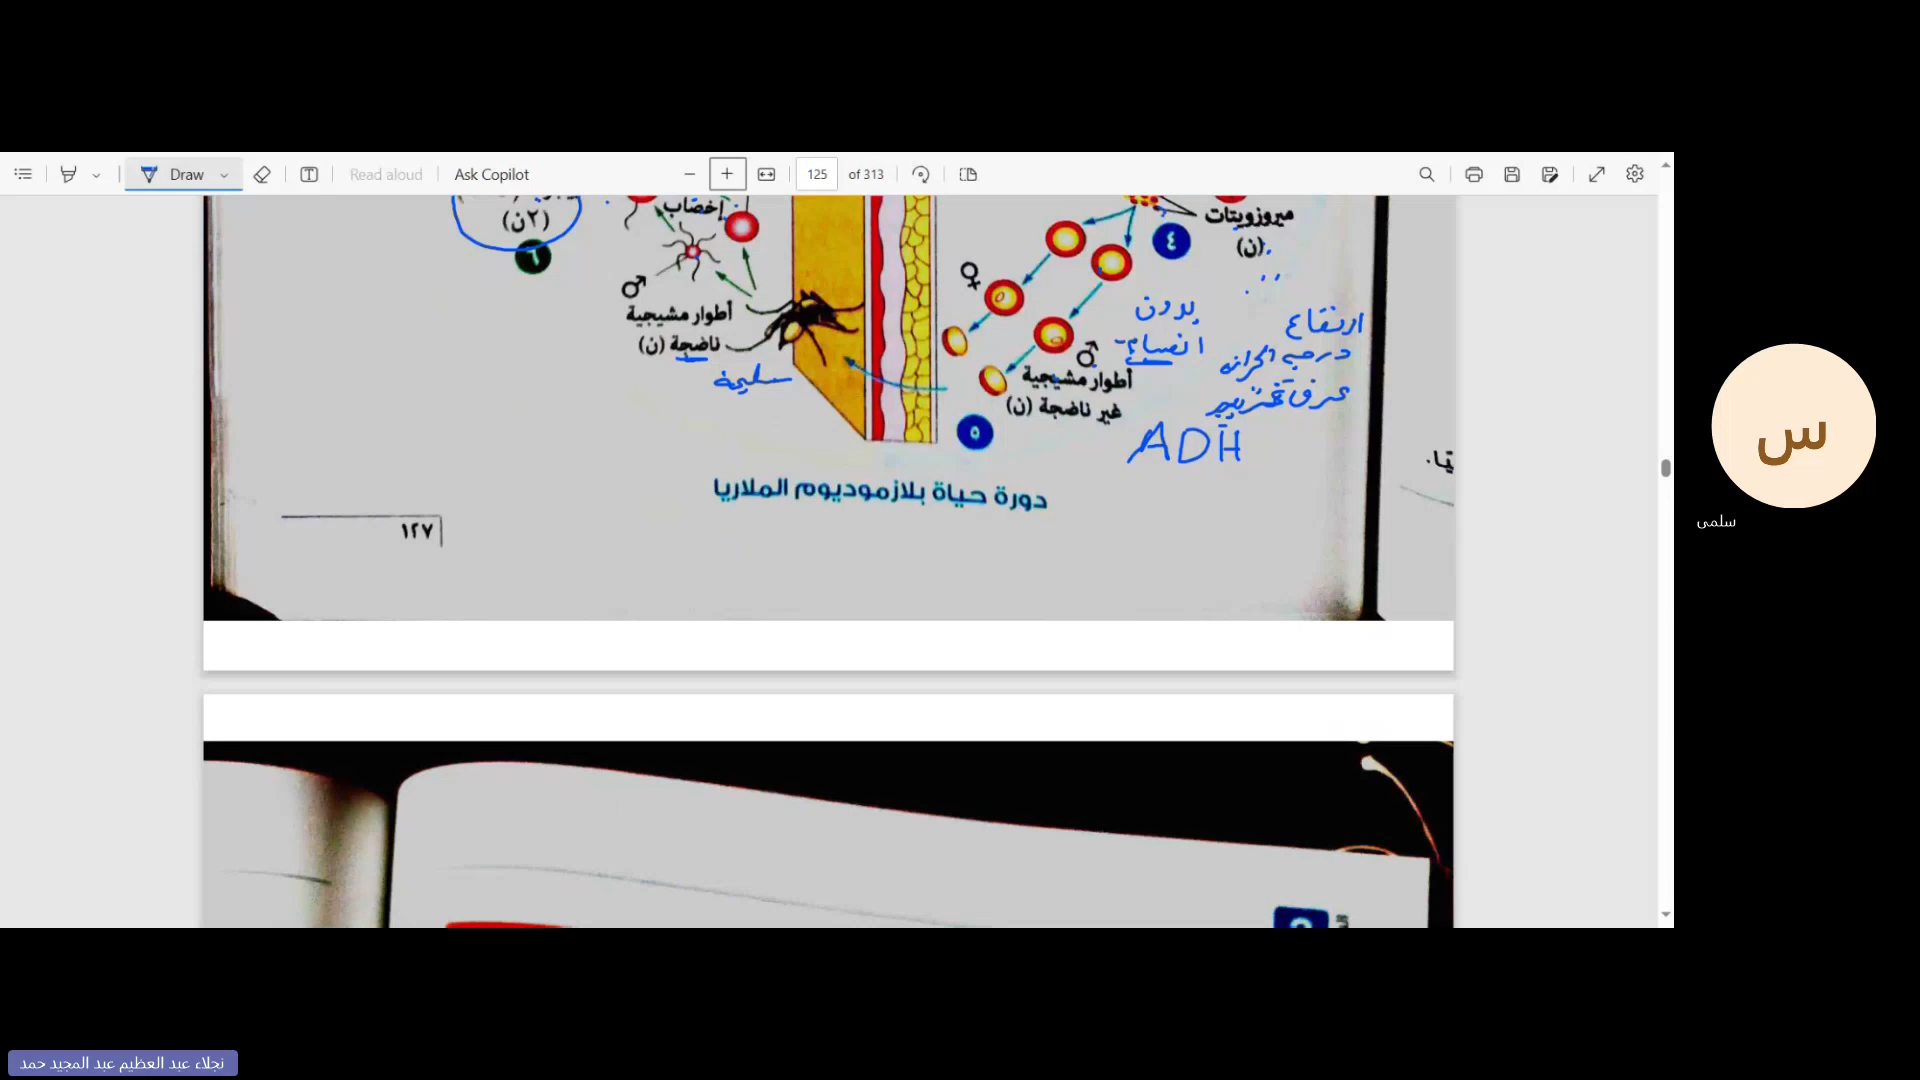 Draw
Read aloud
Ask Copilot
125 of 313
إخصاب
(٢ن)
٦
ميروزويتات
(ن)
٤
♀
♂
أطوار مشيجية
ناضجة (ن)
سليمة
بدون
انقسام
♂
أطوار مشيجية
غير ناضجة (ن)
٥
ارتفاع
درجة الحرارة
عرق غزير
ADH
دورة حياة بلازموديوم الملاريا
١٢٧
س
سلمى
نجلاء عبد العظيم عبد المجيد حمد